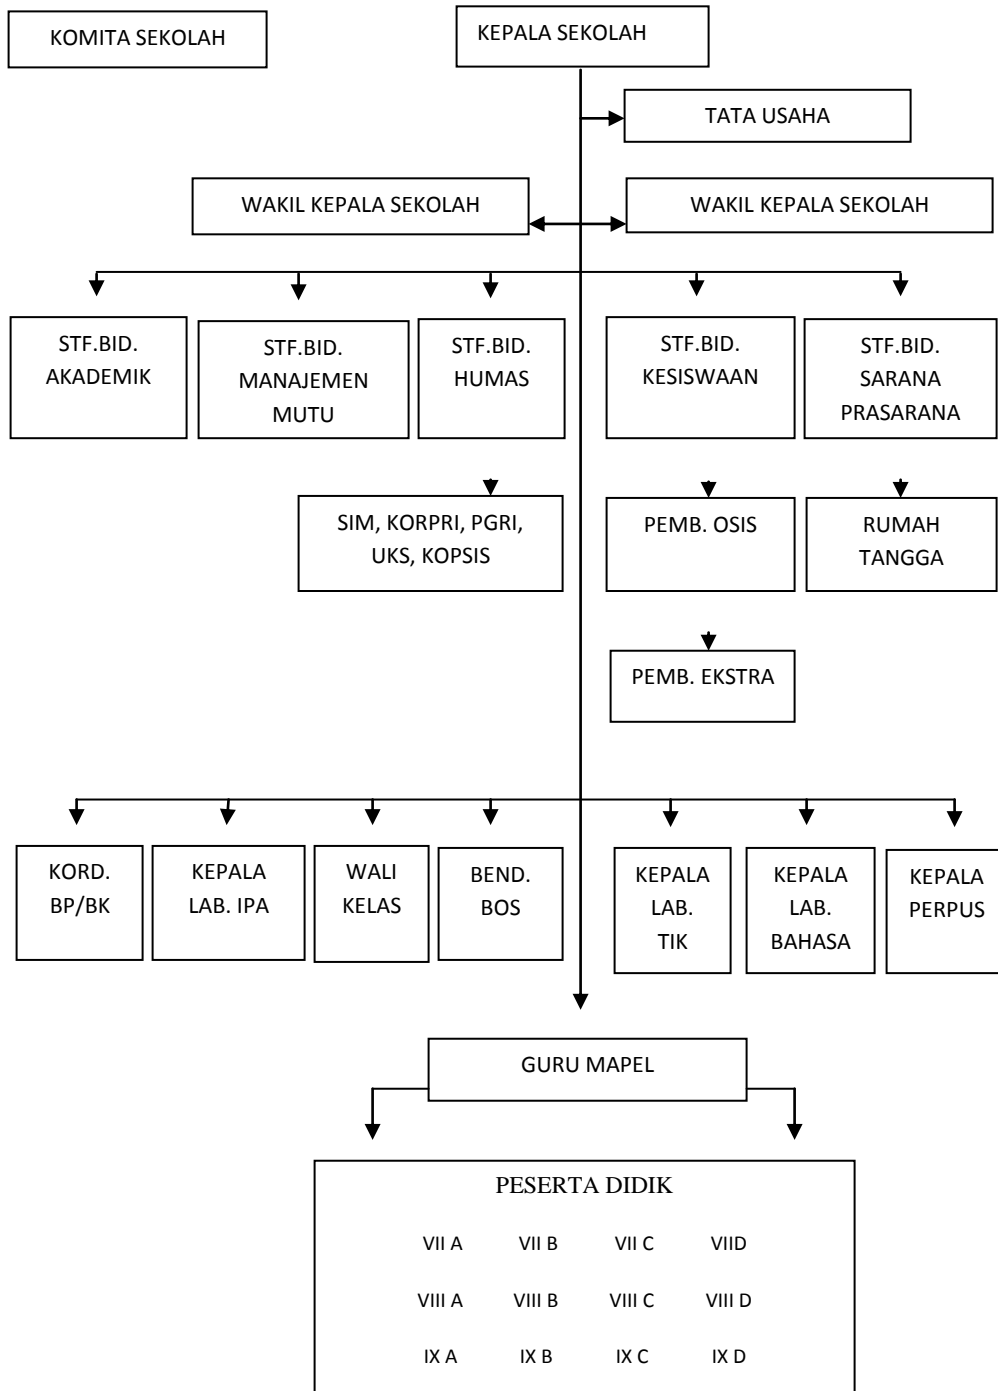 KOMITA SEKOLAH
KEPALA SEKOLAH
TATA USAHA
WAKIL KEPALA SEKOLAH
WAKIL KEPALA SEKOLAH
STF.BID.
AKADEMIK
STF.BID.
MANAJEMEN
MUTU
STF.BID.
HUMAS
STF.BID.
KESISWAAN
STF.BID.
SARANA
PRASARANA
SIM, KORPRI, PGRI,
UKS, KOPSIS
PEMB. OSIS
RUMAH
TANGGA
PEMB. EKSTRA
KORD.
BP/BK
KEPALA
LAB. IPA
WALI
KELAS
BEND.
BOS
KEPALA
LAB.
TIK
KEPALA
LAB.
BAHASA
KEPALA
PERPUS
GURU MAPEL
PESERTA DIDIK
VII A VII B VII C VIID
VIII A VIII B VIII C VIII D
IX A IX B IX C IX D